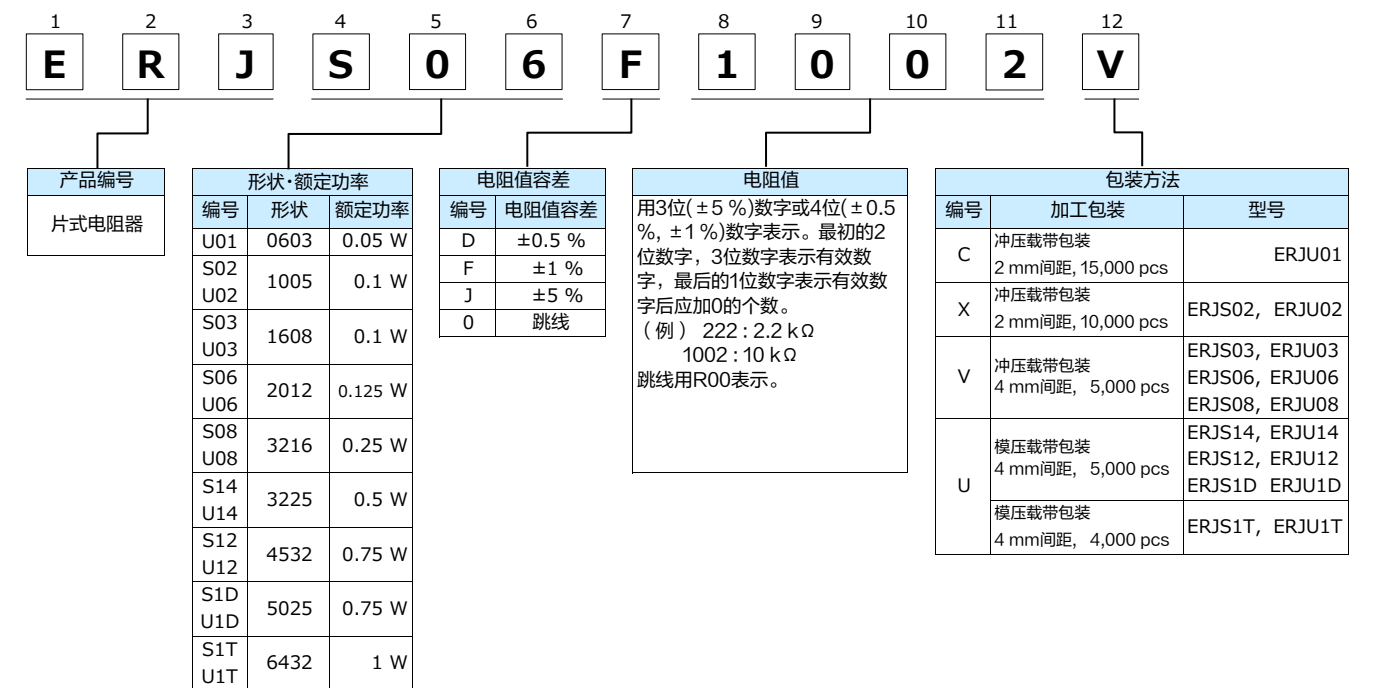 1 2 3 4 5 6 7 8 9 10 11 12
E R J S 0 6 F 1 0 0 2 V
产品编号
片式电阻器
形状·额定功率
编号 形状 额定功率
U01 0603 0.05 W
S02
U02
1005 0.1 W
S03
U03
1608 0.1 W
S06
U06
2012 0.125 W
S08
U08
3216 0.25 W
S14
U14
3225 0.5 W
S12
U12
4532 0.75 W
S1D
U1D
5025 0.75 W
S1T
U1T
6432 1 W
电阻值容差
编号 电阻值容差
D ±0.5 %
F ±1 %
J ±5 %
0 跳线
电阻值
用3位(±5 %)数字或4位(±0.5
%, ±1 %)数字表示。最初的2
位数字，3位数字表示有效数
字，最后的1位数字表示有效数
字后应加0的个数。
（例） 222 : 2.2 kΩ
1002 : 10 kΩ
跳线用R00表示。
包装方法
编号 加工包装 型号
C
冲压载带包装
2 mm间距, 15,000 pcs
ERJU01
X
冲压载带包装
2 mm间距, 10,000 pcs
ERJS02, ERJU02
V
冲压载带包装
4 mm间距, 5,000 pcs
ERJS03, ERJU03
ERJS06, ERJU06
ERJS08, ERJU08
U
模压载带包装
4 mm间距, 5,000 pcs
ERJS14, ERJU14
ERJS12, ERJU12
ERJS1D ERJU1D
模压载带包装
4 mm间距, 4,000 pcs
ERJS1T, ERJU1T